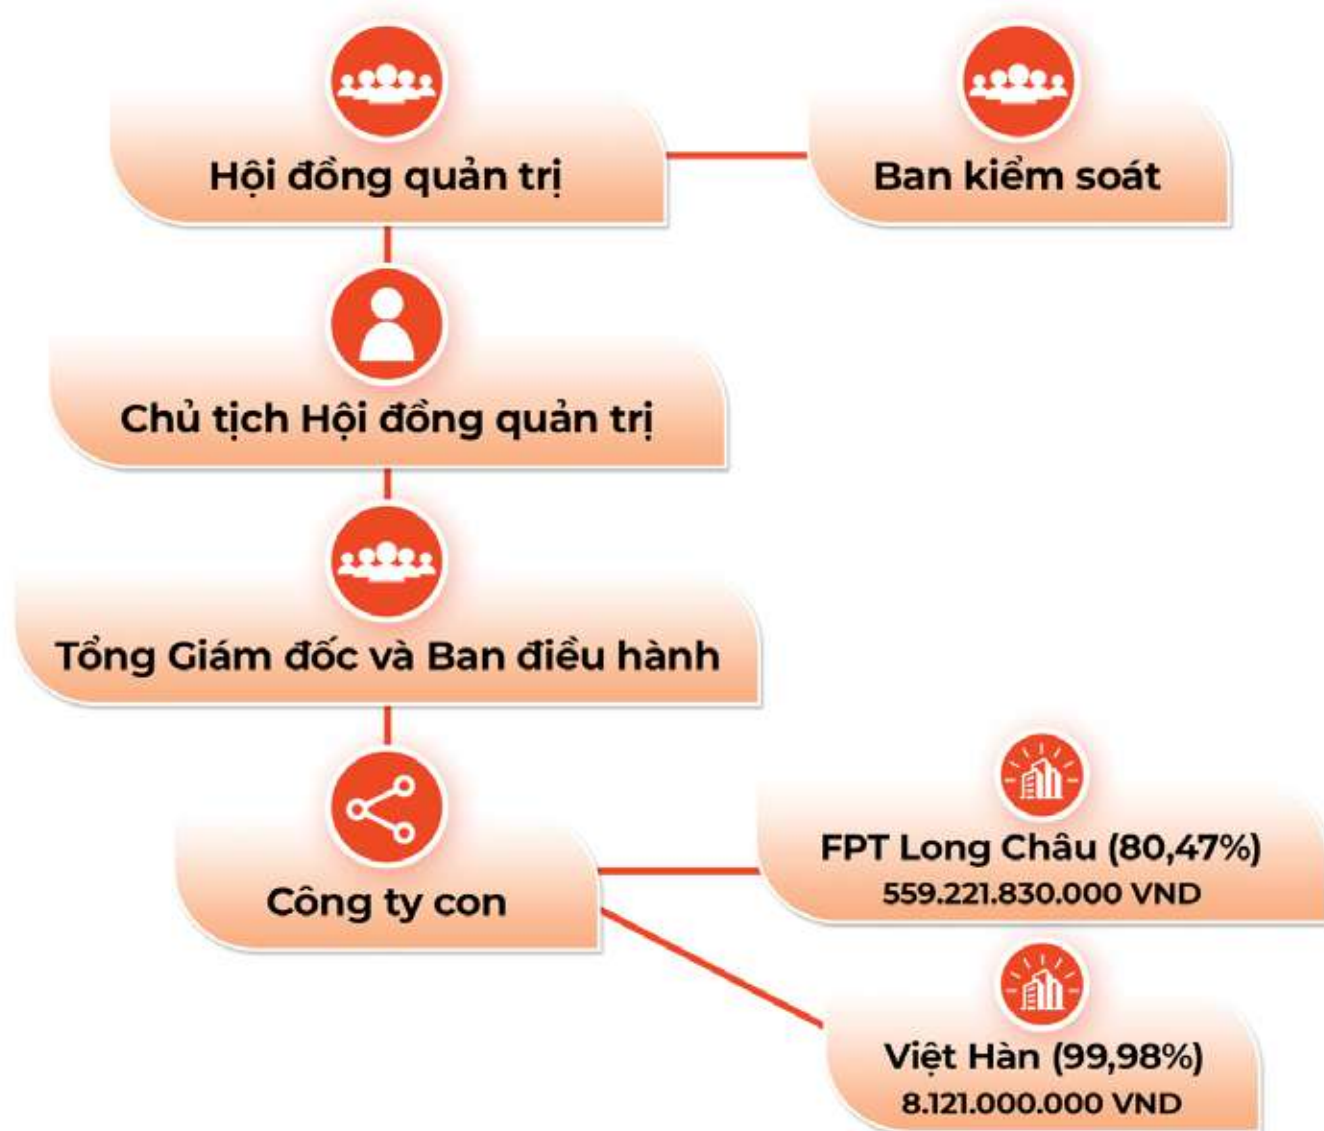 Hội đồng quản trị
Ban kiểm soát
Chủ tịch Hội đồng quản trị
Tổng Giám đốc và Ban điều hành
Công ty con
FPT Long Châu (80,47%)
559.221.830.000 VND
Việt Hàn (99,98%)
8.121.000.000 VND